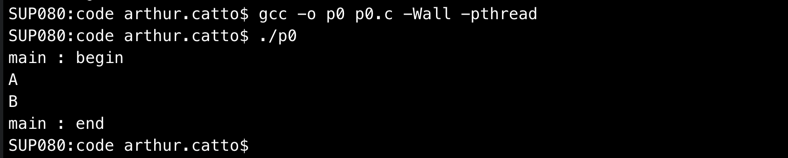 SUP080:code arthur.catto$ gcc -o p0 p0.c -Wall -pthread
SUP080:code arthur.catto$ ./p0
main : begin
A
B
main : end
SUP080:code arthur.catto$